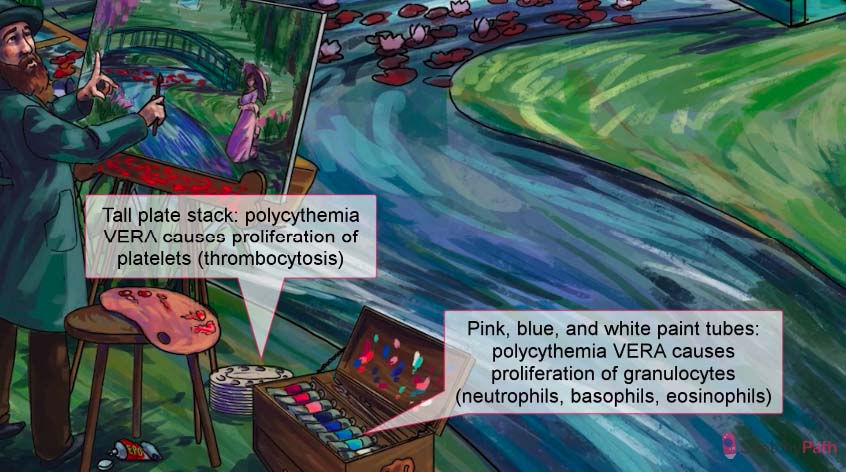 Tall plate stack: polycythemia
VERA causes proliferation of
platelets (thrombocytosis)
Pink, blue, and white paint tubes:
polycythemia VERA causes
proliferation of granulocytes
(neutrophils, basophils, eosinophils)
EPO
Path